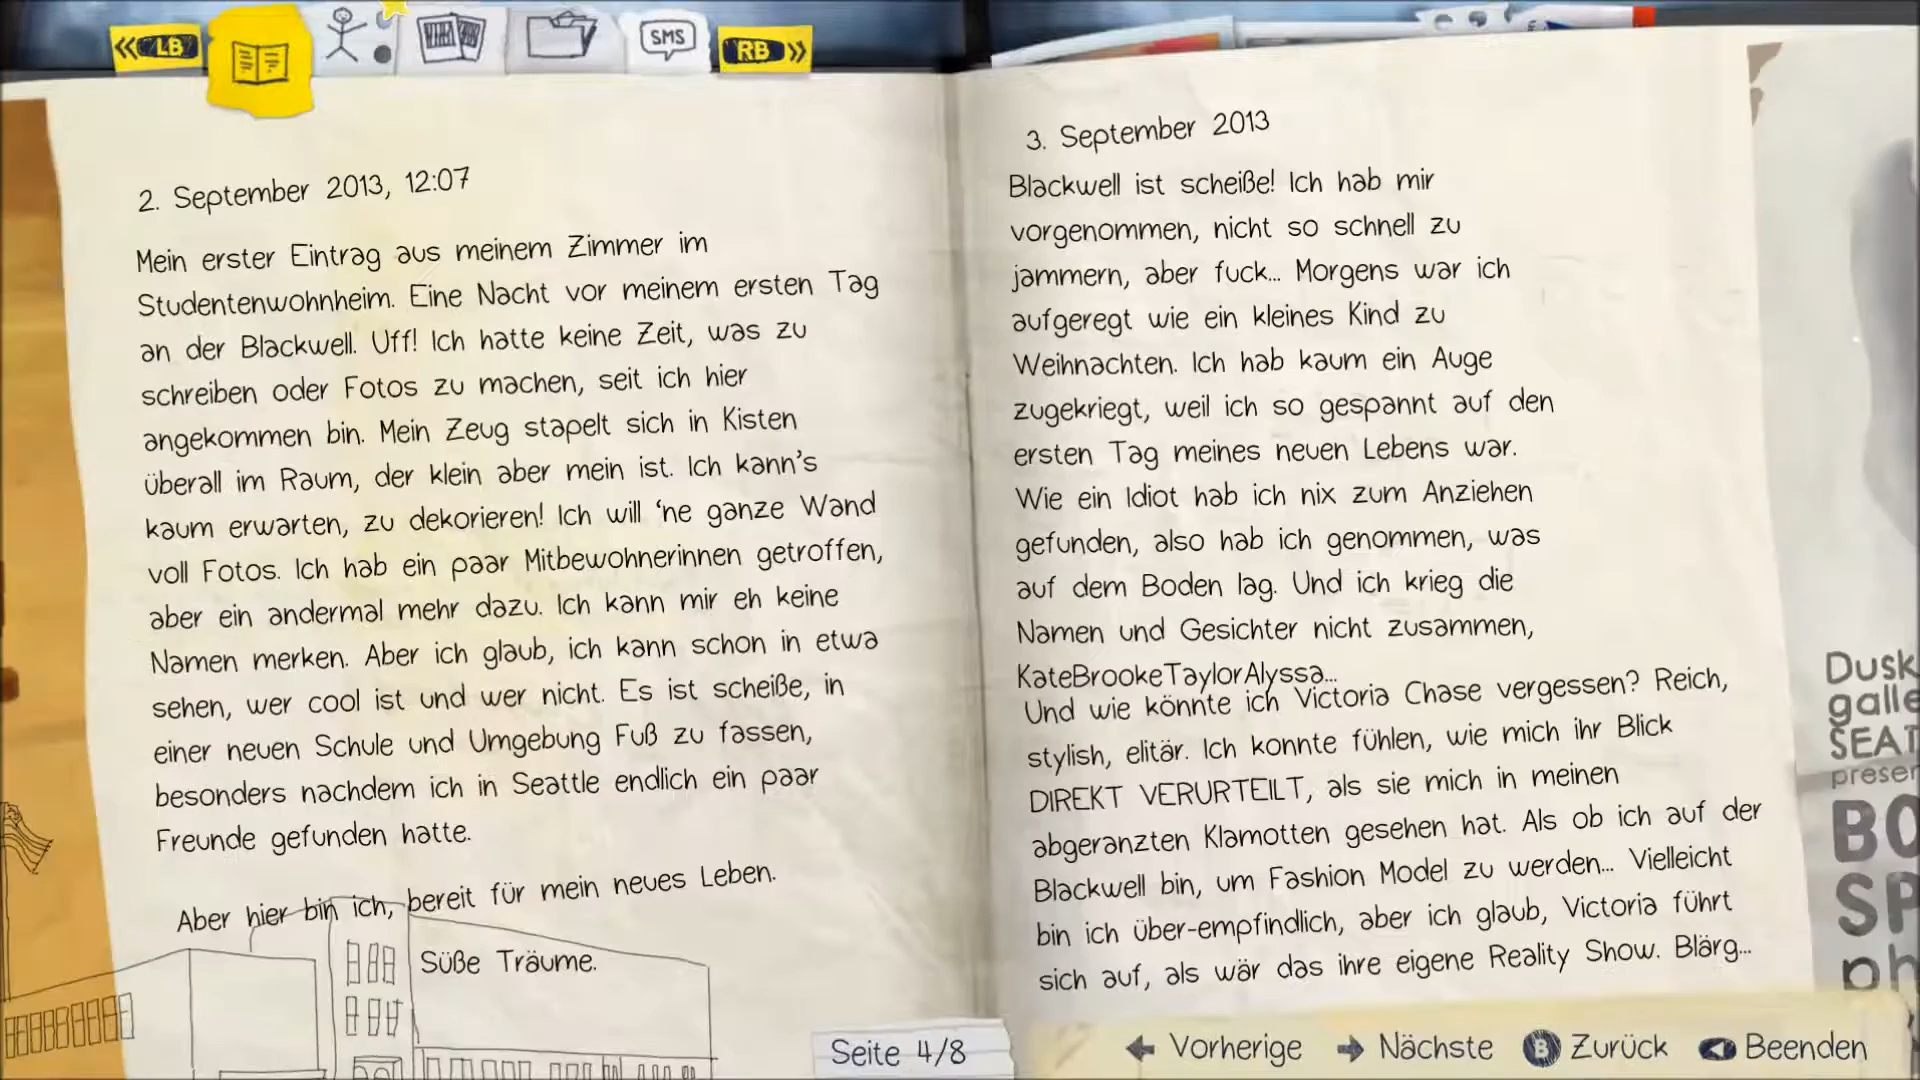 LB
SMS
RB
2. September 2013, 12:07
Mein erster Eintrag aus meinem Zimmer im
Studentenwohnheim. Eine Nacht vor meinem ersten Tag
an der Blackwell. Uff! Ich hatte keine Zeit, was zu
schreiben oder Fotos zu machen, seit ich hier
angekommen bin. Mein Zeug stapelt sich in Kisten
überall im Raum, der klein aber mein ist. Ich kann's
kaum erwarten, zu dekorieren! Ich will 'ne ganze Wand
voll Fotos. Ich hab ein paar Mitbewohnerinnen getroffen,
aber ein andermal mehr dazu. Ich kann mir eh keine
Namen merken. Aber ich glaub, ich kann schon in etwa
sehen, wer cool ist und wer nicht. Es ist scheiße, in
einer neuen Schule und Umgebung Fuß zu fassen,
besonders nachdem ich in Seattle endlich ein paar
Freunde gefunden hatte.
Aber hier bin ich, bereit für mein neues Leben.
Süße Träume.
3. September 2013
Blackwell ist scheiße! Ich hab mir
vorgenommen, nicht so schnell zu
jammern, aber fuck... Morgens war ich
aufgeregt wie ein kleines Kind zu
Weihnachten. Ich hab kaum ein Auge
zugekriegt, weil ich so gespannt auf den
ersten Tag meines neuen Lebens war.
Wie ein Idiot hab ich nix zum Anziehen
gefunden, also hab ich genommen, was
auf dem Boden lag. Und ich krieg die
Namen und Gesichter nicht zusammen,
KateBrookeTaylorAlyssa...
Und wie könnte ich Victoria Chase vergessen? Reich,
stylish, elitär. Ich konnte fühlen, wie mich ihr Blick
DIREKT VERURTEILT, als sie mich in meinen
abgeranzten Klamotten gesehen hat. Als ob ich auf der
Blackwell bin, um Fashion Model zu werden... Vielleicht
bin ich über-empfindlich, aber ich glaub, Victoria führt
sich auf, als wär das ihre eigene Reality Show. Blärg...
Dusk
galle
SEAT
presen
BO
SP
ph
Seite 4/8
Vorherige
Nächste
B Zurück
Beenden